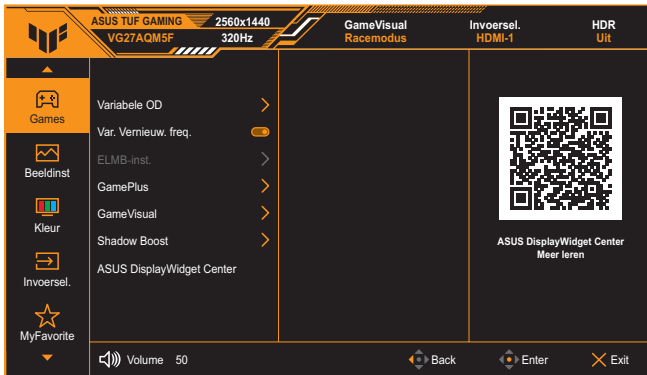 ASUS TUF GAMING 2560x1440
VG27AQM5F 320Hz
GameVisual
Racemodus
Invoersel.
HDMI-1
HDR
Uit
Games
Beeldinst
Kleur
Invoersel.
MyFavorite
Variabele OD
Var. Vernieuw. freq.
ELMB-inst.
GamePlus
GameVisual
Shadow Boost
ASUS DisplayWidget Center
ASUS DisplayWidget Center
Meer leren
Volume 50
Back
Enter
Exit